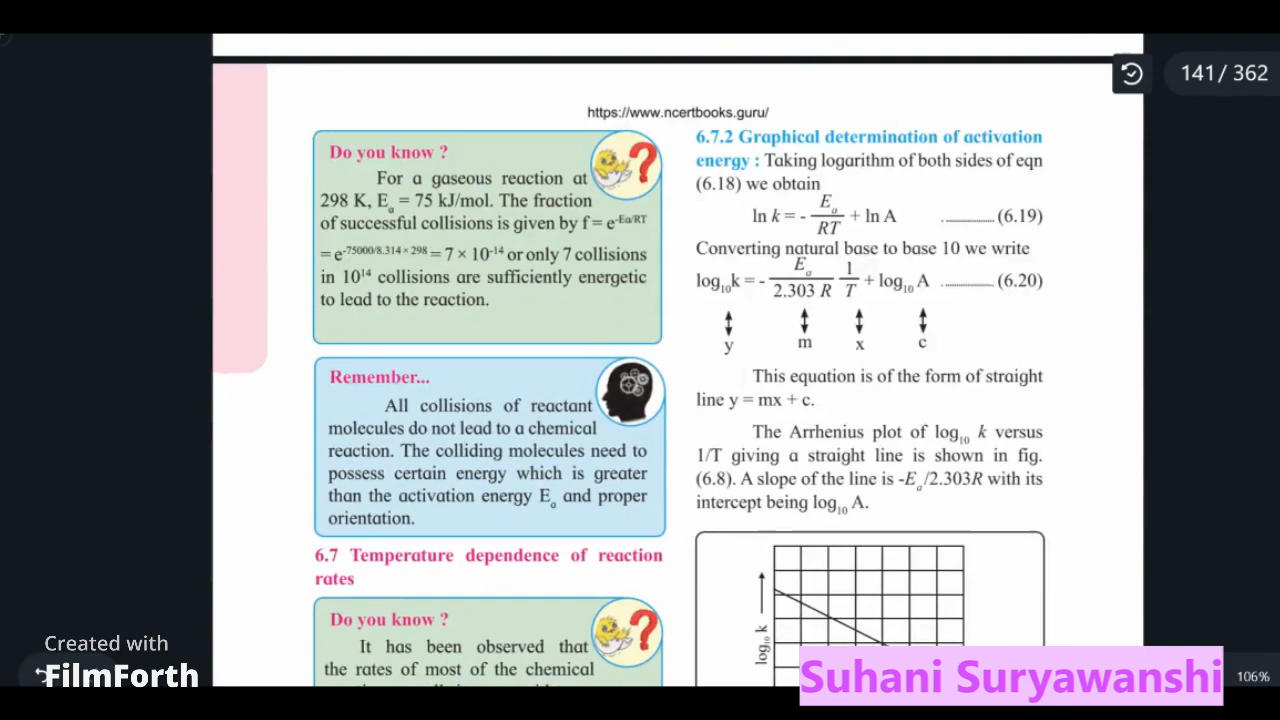 141 / 362
https://www.ncertbooks.guru/
Do you know ?
For a gaseous reaction at
298 K, Eₐ = 75 kJ/mol. The fraction
of successful collisions is given by f = e^-Ea/RT
= e^-75000/8.314 × 298 = 7 × 10^-14 or only 7 collisions
in 10^14 collisions are sufficiently energetic
to lead to the reaction.
Remember...
All collisions of reactant
molecules do not lead to a chemical
reaction. The colliding molecules need to
possess certain energy which is greater
than the activation energy Eₐ and proper
orientation.
6.7 Temperature dependence of reaction
rates
Do you know ?
It has been observed that
the rates of most of the chemical
6.7.2 Graphical determination of activation
energy : Taking logarithm of both sides of eqn
(6.18) we obtain
ln k = - Eₐ/RT + ln A .............. (6.19)
Converting natural base to base 10 we write
log₁₀k = - Eₐ/2.303 R 1/T + log₁₀ A .............. (6.20)
y m x c
This equation is of the form of straight
line y = mx + c.
The Arrhenius plot of log₁₀ k versus
1/T giving a straight line is shown in fig.
(6.8). A slope of the line is -Eₐ/2.303R with its
intercept being log₁₀ A.
log₁₀ k
Created with
FilmForth
Suhani Suryawanshi
106%